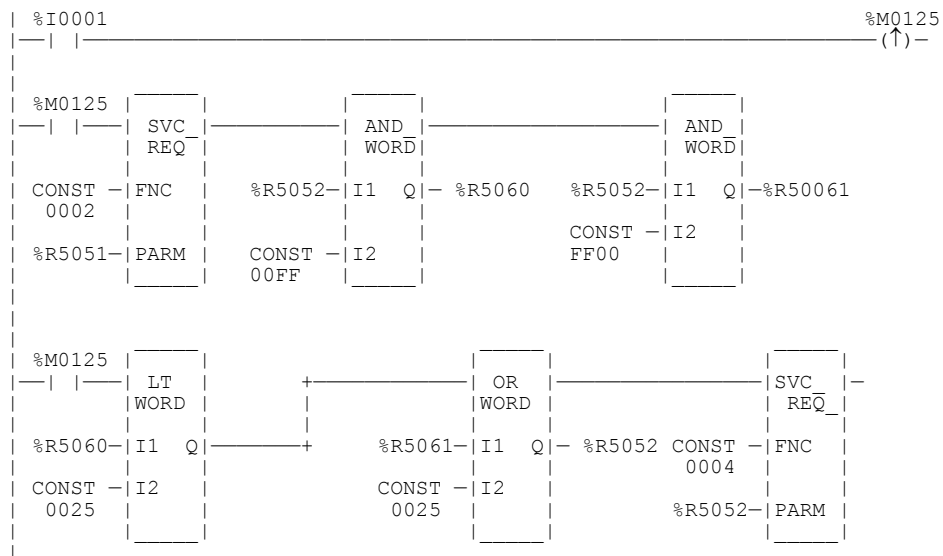 %I0001 %M0125
(↑)
%M0125
SVC_ AND_ AND_
REQ WORD WORD
CONST FNC %R5052 I1 Q %R5060 %R5052 I1 Q %R50061
0002
CONST I2
%R5051 PARM CONST I2 FF00
00FF
%M0125
LT OR SVC_
WORD WORD REQ_
%R5060 I1 Q %R5061 I1 Q %R5052 CONST FNC
0004
CONST I2 CONST I2
0025 0025 %R5052 PARM